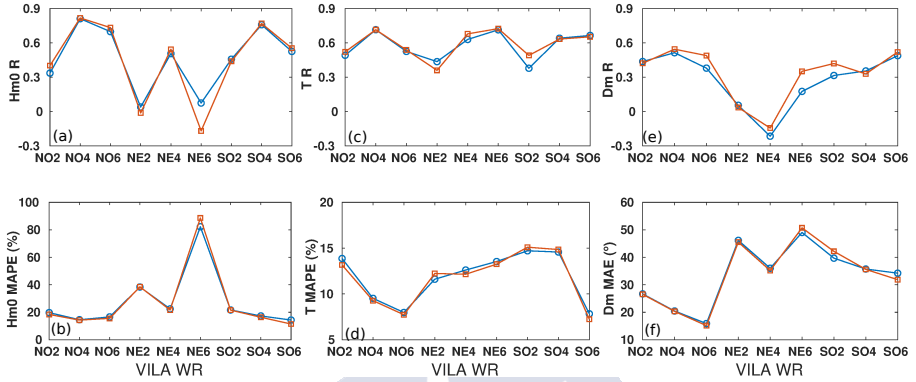 0.9
0.6
0.3
0
-0.3
Hm0 R
(a)
NO2 NO4 NO6 NE2 NE4 NE6 SO2 SO4 SO6
0.9
0.6
0.3
0
-0.3
T R
(c)
NO2 NO4 NO6 NE2 NE4 NE6 SO2 SO4 SO6
0.9
0.6
0.3
0
-0.3
Dm R
(e)
NO2 NO4 NO6 NE2 NE4 NE6 SO2 SO4 SO6
100
80
60
40
20
0
Hm0 MAPE (%)
(b)
NO2 NO4 NO6 NE2 NE4 NE6 SO2 SO4 SO6
VILA WR
20
15
10
5
T MAPE (%)
(d)
NO2 NO4 NO6 NE2 NE4 NE6 SO2 SO4 SO6
VILA WR
60
50
40
30
20
10
Dm MAE (°)
(f)
NO2 NO4 NO6 NE2 NE4 NE6 SO2 SO4 SO6
VILA WR